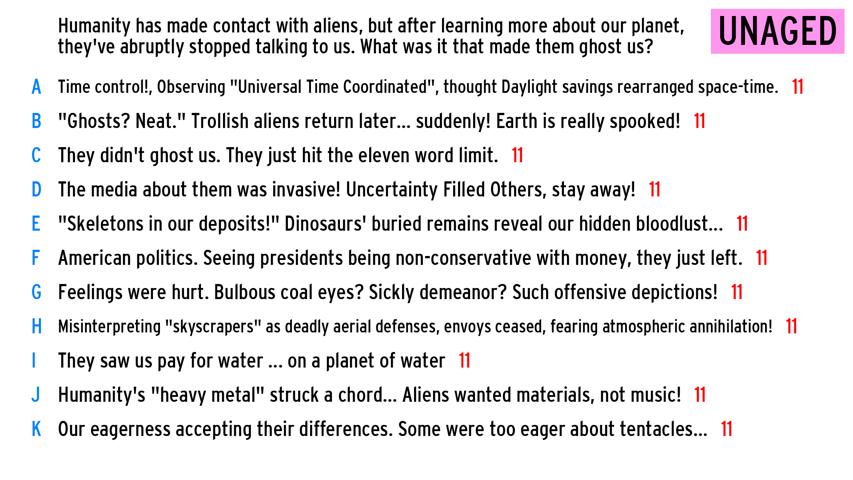 Humanity has made contact with aliens, but after learning more about our planet,
they've abruptly stopped talking to us. What was it that made them ghost us?
UNAGED
A Time control!, Observing "Universal Time Coordinated", thought Daylight savings rearranged space-time. 11
B "Ghosts? Neat." Trollish aliens return later... suddenly! Earth is really spooked! 11
C They didn't ghost us. They just hit the eleven word limit. 11
D The media about them was invasive! Uncertainty Filled Others, stay away! 11
E "Skeletons in our deposits!" Dinosaurs' buried remains reveal our hidden bloodlust... 11
F American politics. Seeing presidents being non-conservative with money, they just left. 11
G Feelings were hurt. Bulbous coal eyes? Sickly demeanor? Such offensive depictions! 11
H Misinterpreting "skyscrapers" as deadly aerial defenses, envoys ceased, fearing atmospheric annihilation! 11
I They saw us pay for water ... on a planet of water 11
J Humanity's "heavy metal" struck a chord... Aliens wanted materials, not music! 11
K Our eagerness accepting their differences. Some were too eager about tentacles... 11